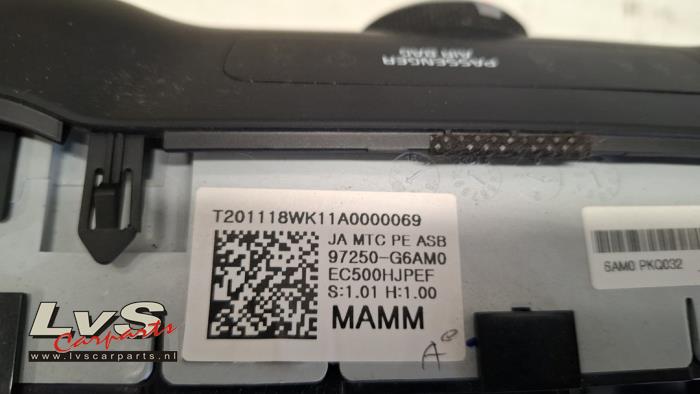 PASSENGER
AIR BAG
T201118WK11A0000069
JA MTC PE ASB
97250-G6AM0
EC500HJPEF
S:1.01 H:1.00
MAMM
6AM0 PKQ032
A
LvS
Carparts
www.lvscarparts.nl